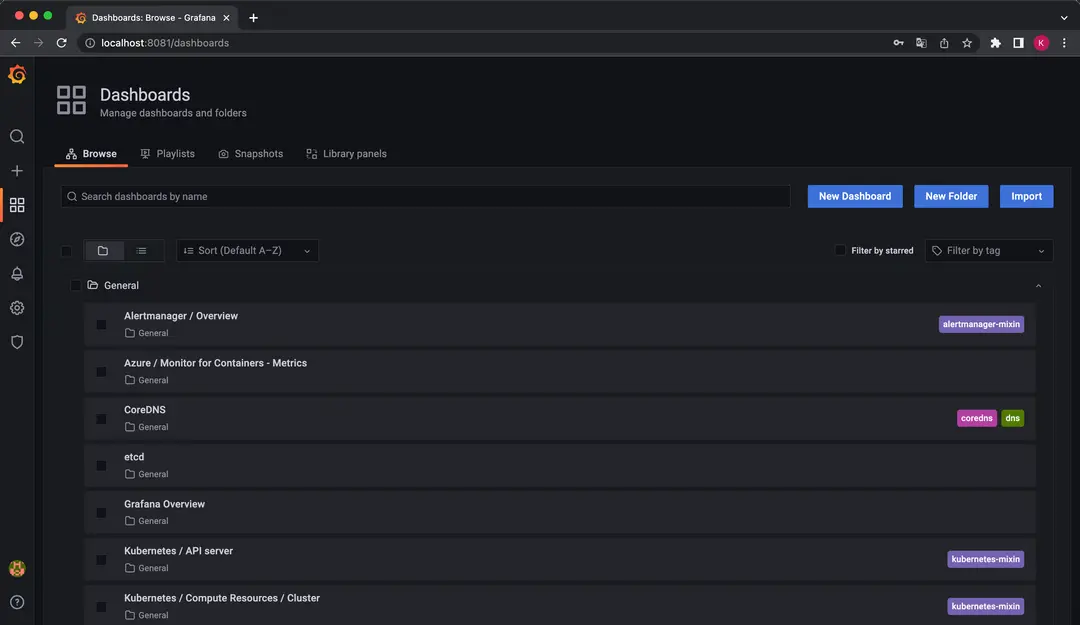 Dashboards: Browse - Grafana
localhost:8081/dashboards
K
Dashboards
Manage dashboards and folders
Browse Playlists Snapshots Library panels
Search dashboards by name New Dashboard New Folder Import
Sort (Default A–Z) Filter by starred Filter by tag
General
Alertmanager / Overview
General
alertmanager-mixin
Azure / Monitor for Containers - Metrics
General
CoreDNS
General
coredns dns
etcd
General
Grafana Overview
General
Kubernetes / API server
General
kubernetes-mixin
Kubernetes / Compute Resources / Cluster
General
kubernetes-mixin